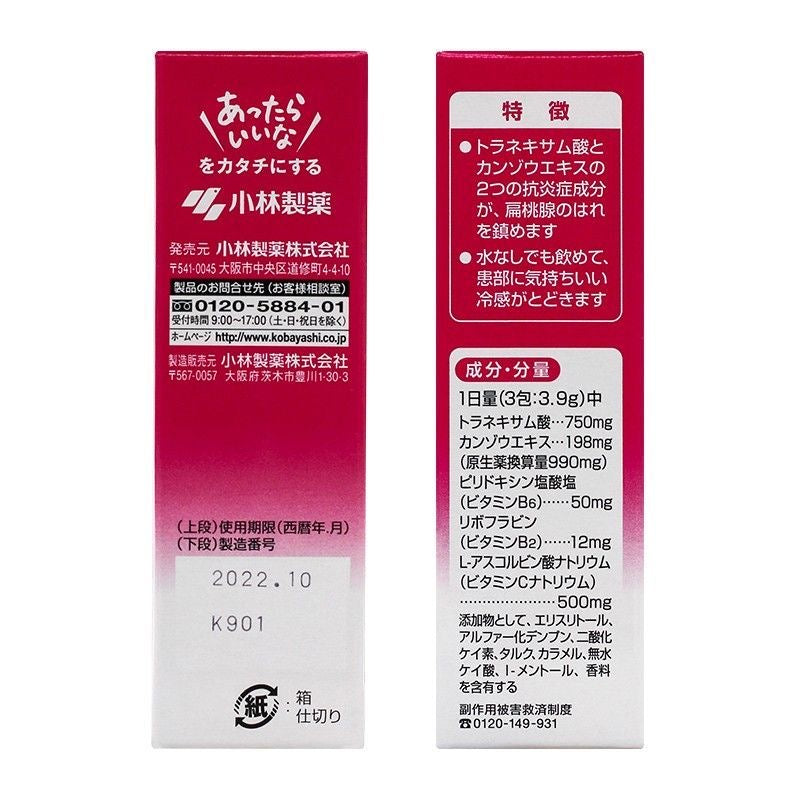 あったら
いいな
をカタチにする
小林製薬
発売元 小林製薬株式会社
〒541-0045 大阪市中央区道修町4-4-10
製品のお問合せ先(お客様相談室)
0120-5884-01
受付時間 9:00~17:00(土・日・祝日を除く)
ホームページ http://www.kobayashi.co.jp
製造販売元 小林製薬株式会社
〒567-0057 大阪府茨木市豊川1-30-3
(上段)使用期限(西暦年.月)
(下段)製造番号
2022.10
K901
紙:箱
仕切り
特徴
●トラネキサム酸と
カンゾウエキスの
2つの抗炎症成分
が、扁桃腺のはれ
を鎮めます
●水なしでも飲めて、
患部に気持ちいい
冷感がとどきます
成分・分量
1日量(3包:3.9g)中
トラネキサム酸…750mg
カンゾウエキス…198mg
(原生薬換算量990mg)
ピリドキシン塩酸塩
(ビタミンB6)……50mg
リボフラビン
(ビタミンB2)……12mg
L-アスコルビン酸ナトリウム
(ビタミンCナトリウム)
………………500mg
添加物として、エリスリトール、
アルファー化デンプン、二酸化
ケイ素、タルク、カラメル、無水
ケイ酸、l-メントール、香料
を含有する
副作用被害救済制度
☎0120-149-931